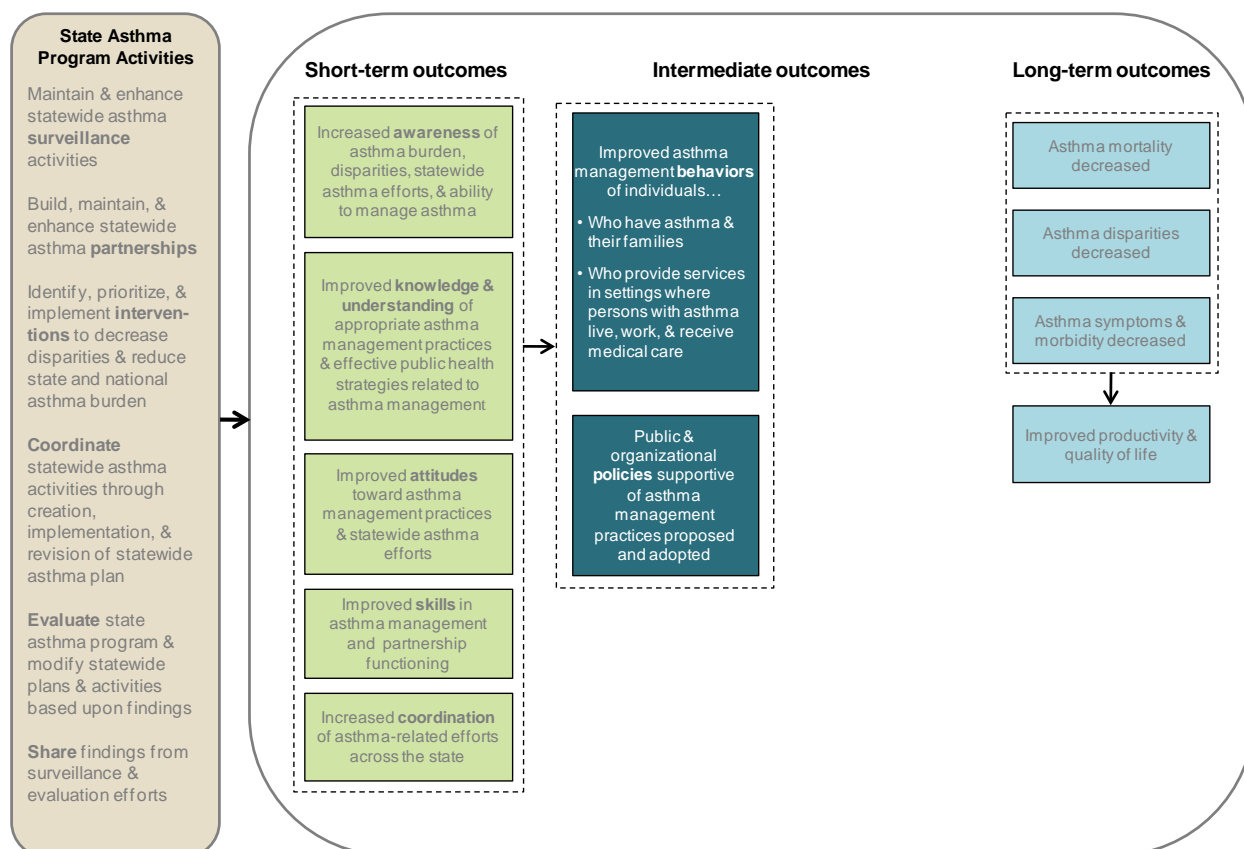 State Asthma
Program Activities
Maintain & enhance
statewide asthma
surveillance
activities
Build, maintain, &
enhance statewide
asthma partnerships
Identify, prioritize, &
implement interven-
tions to decrease
disparities & reduce
state and national
asthma burden
Coordinate
statewide asthma
activities through
creation,
implementation, &
revision of statewide
asthma plan
Evaluate state
asthma program &
modify statewide
plans & activities
based upon findings
Share findings from
surveillance &
evaluation efforts
Short-term outcomes
Increased awareness of
asthma burden,
disparities, statewide
asthma efforts, & ability
to manage asthma
Improved knowledge &
understanding of
appropriate asthma
management practices
& effective public health
strategies related to
asthma management
Improved attitudes
toward asthma
management practices
& statewide asthma
efforts
Improved skills in
asthma management
and partnership
functioning
Increased coordination
of asthma-related efforts
across the state
Intermediate outcomes
Improved asthma
management behaviors
of individuals…
• Who have asthma &
their families
• Who provide services
in settings where
persons with asthma
live, work, & receive
medical care
Public &
organizational
policies supportive
of asthma
management
practices proposed
and adopted
Long-term outcomes
Asthma mortality
decreased
Asthma disparities
decreased
Asthma symptoms &
morbidity decreased
Improved productivity &
quality of life